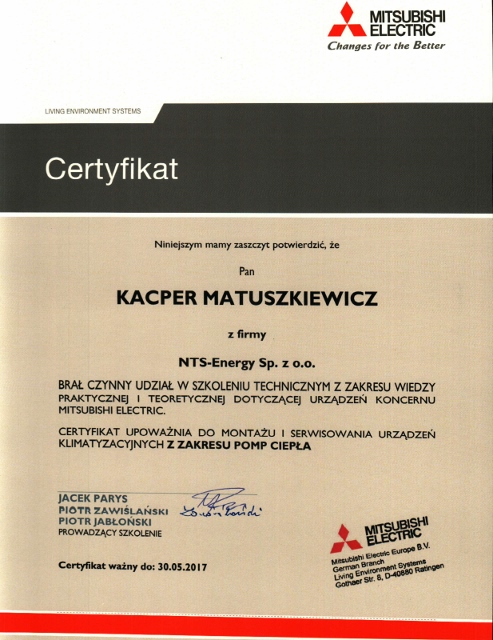 MITSUBISHI
ELECTRIC
Changes for the Better
LIVING ENVIRONMENT SYSTEMS
Certyfikat
Niniejszym mamy zaszczyt potwierdzić, że
Pan
KACPER MATUSZKIEWICZ
z firmy
NTS-Energy Sp. z o.o.
BRAŁ CZYNNY UDZIAŁ W SZKOLENIU TECHNICZNYM Z ZAKRESU WIEDZY
PRAKTYCZNEJ I TEORETYCZNEJ DOTYCZĄCEJ URZĄDZEŃ KONCERNU
MITSUBISHI ELECTRIC.
CERTYFIKAT UPOWAŻNIA DO MONTAŻU I SERWISOWANIA URZĄDZEŃ
KLIMATYZACYJNYCH Z ZAKRESU POMP CIEPŁA
JACEK PARYS
PIOTR ZAWIŚLAŃSKI
PIOTR JABŁOŃSKI
PROWADZĄCY SZKOLENIE
Certyfikat ważny do: 30.05.2017
MITSUBISHI
ELECTRIC
Mitsubishi Electric Europe B.V.
German Branch
Living Environment Systems
Gothaer Str. 8, D-40880 Ratingen